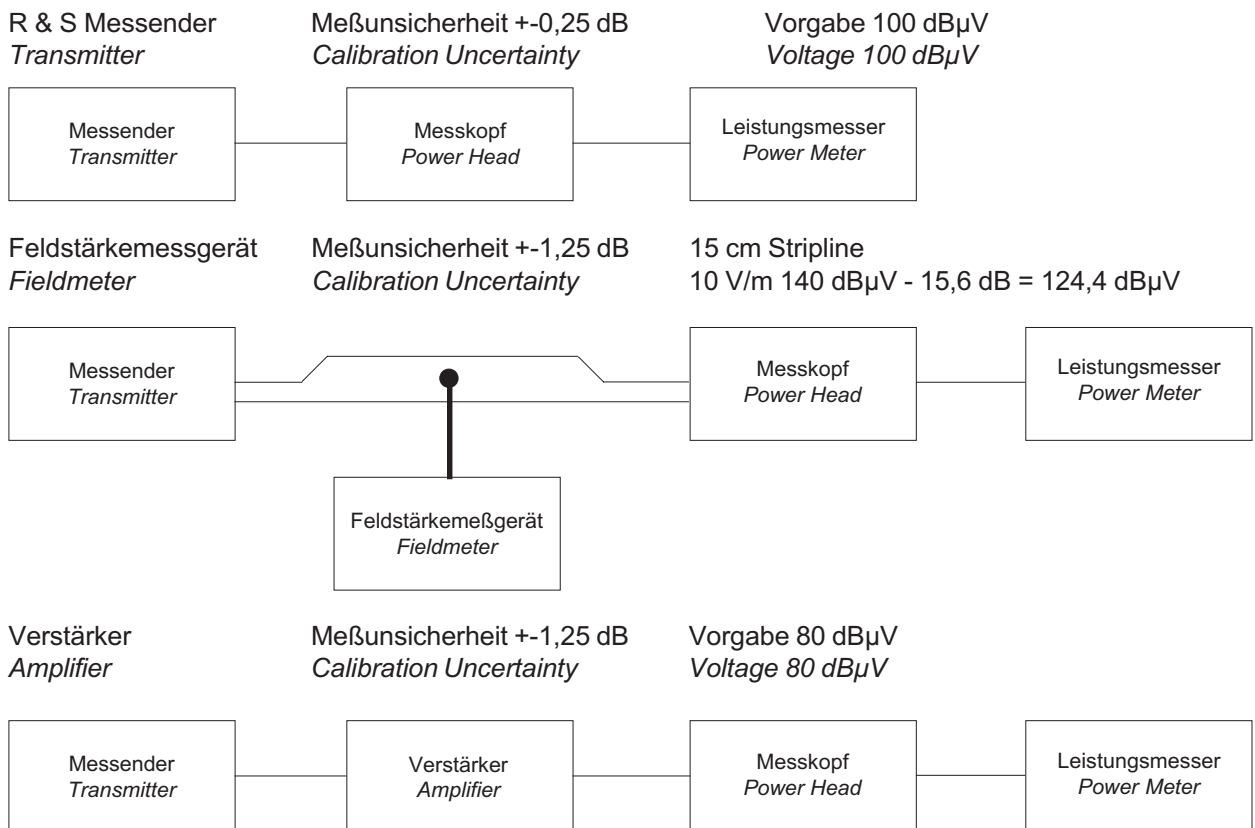 R & S Messender Meßunsicherheit +-0,25 dB Vorgabe 100 dBµV
Transmitter Calibration Uncertainty Voltage 100 dBµV
Messender
Transmitter
Messkopf
Power Head
Leistungsmesser
Power Meter
Feldstärkemessgerät Meßunsicherheit +-1,25 dB 15 cm Stripline
Fieldmeter Calibration Uncertainty 10 V/m 140 dBµV - 15,6 dB = 124,4 dBµV
Messender
Transmitter
Messkopf
Power Head
Leistungsmesser
Power Meter
Feldstärkemeßgerät
Fieldmeter
Verstärker Meßunsicherheit +-1,25 dB Vorgabe 80 dBµV
Amplifier Calibration Uncertainty Voltage 80 dBµV
Messender
Transmitter
Verstärker
Amplifier
Messkopf
Power Head
Leistungsmesser
Power Meter